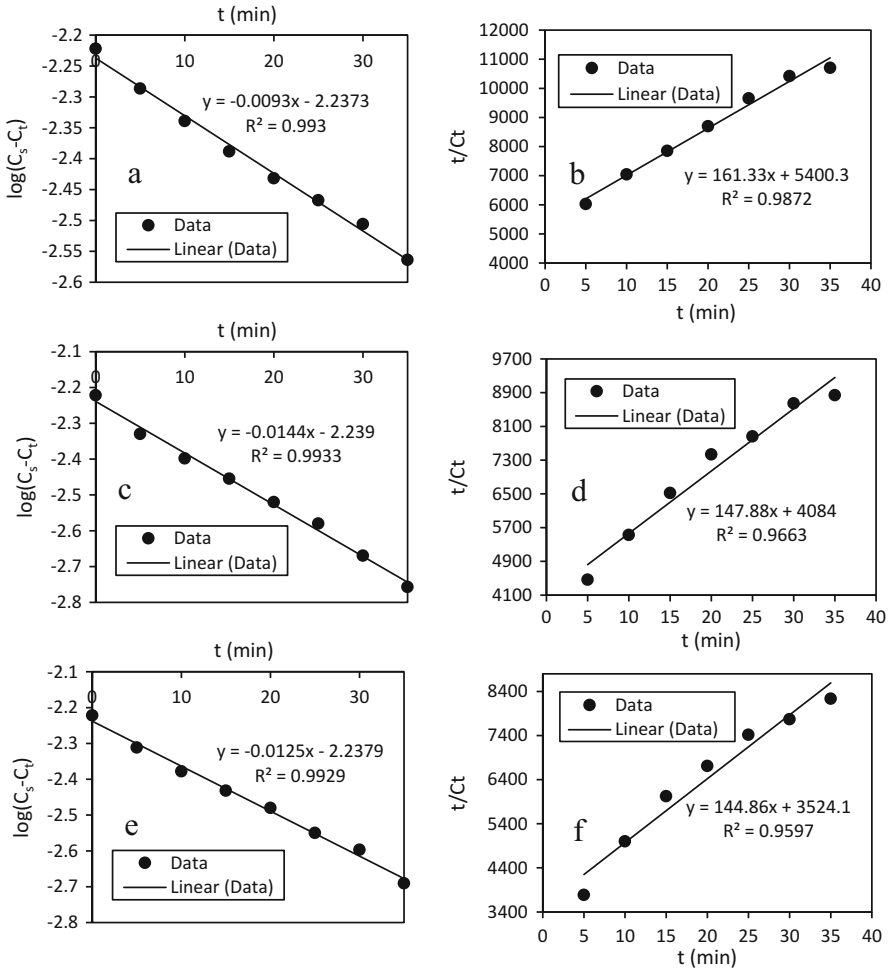 t (min)
0 10 20 30
-2.2
-2.25
-2.3
-2.35
-2.4
-2.45
-2.5
-2.55
-2.6
log(Cₛ-Cₜ)
y = -0.0093x - 2.2373
R² = 0.993
a
Data
Linear (Data)
12000
11000
10000
9000
8000
7000
6000
5000
4000
t/Ct
Data
Linear (Data)
b
y = 161.33x + 5400.3
R² = 0.9872
0 5 10 15 20 25 30 35 40
t (min)
t (min)
0 10 20 30
-2.1
-2.2
-2.3
-2.4
-2.5
-2.6
-2.7
-2.8
log(Cₛ-Cₜ)
y = -0.0144x - 2.239
R² = 0.9933
c
Data
Linear (Data)
9700
8900
8100
7300
6500
5700
4900
4100
t/Ct
Data
Linear (Data)
d
y = 147.88x + 4084
R² = 0.9663
0 5 10 15 20 25 30 35 40
t (min)
t (min)
0 10 20 30
-2.1
-2.2
-2.3
-2.4
-2.5
-2.6
-2.7
-2.8
log(Cₛ-Cₜ)
y = -0.0125x - 2.2379
R² = 0.9929
e
Data
Linear (Data)
8400
7400
6400
5400
4400
3400
t/Ct
Data
Linear (Data)
f
y = 144.86x + 3524.1
R² = 0.9597
0 5 10 15 20 25 30 35 40
t (min)